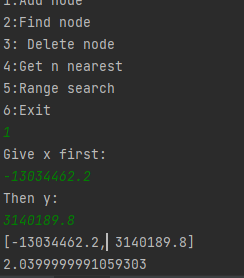 1:Add node
2:Find node
3: Delete node
4:Get n nearest
5:Range search
6:Exit
1
Give x first:
-13034462.2
Then y:
3140189.8
[-13034462.2, 3140189.8]
2.0399999991059303